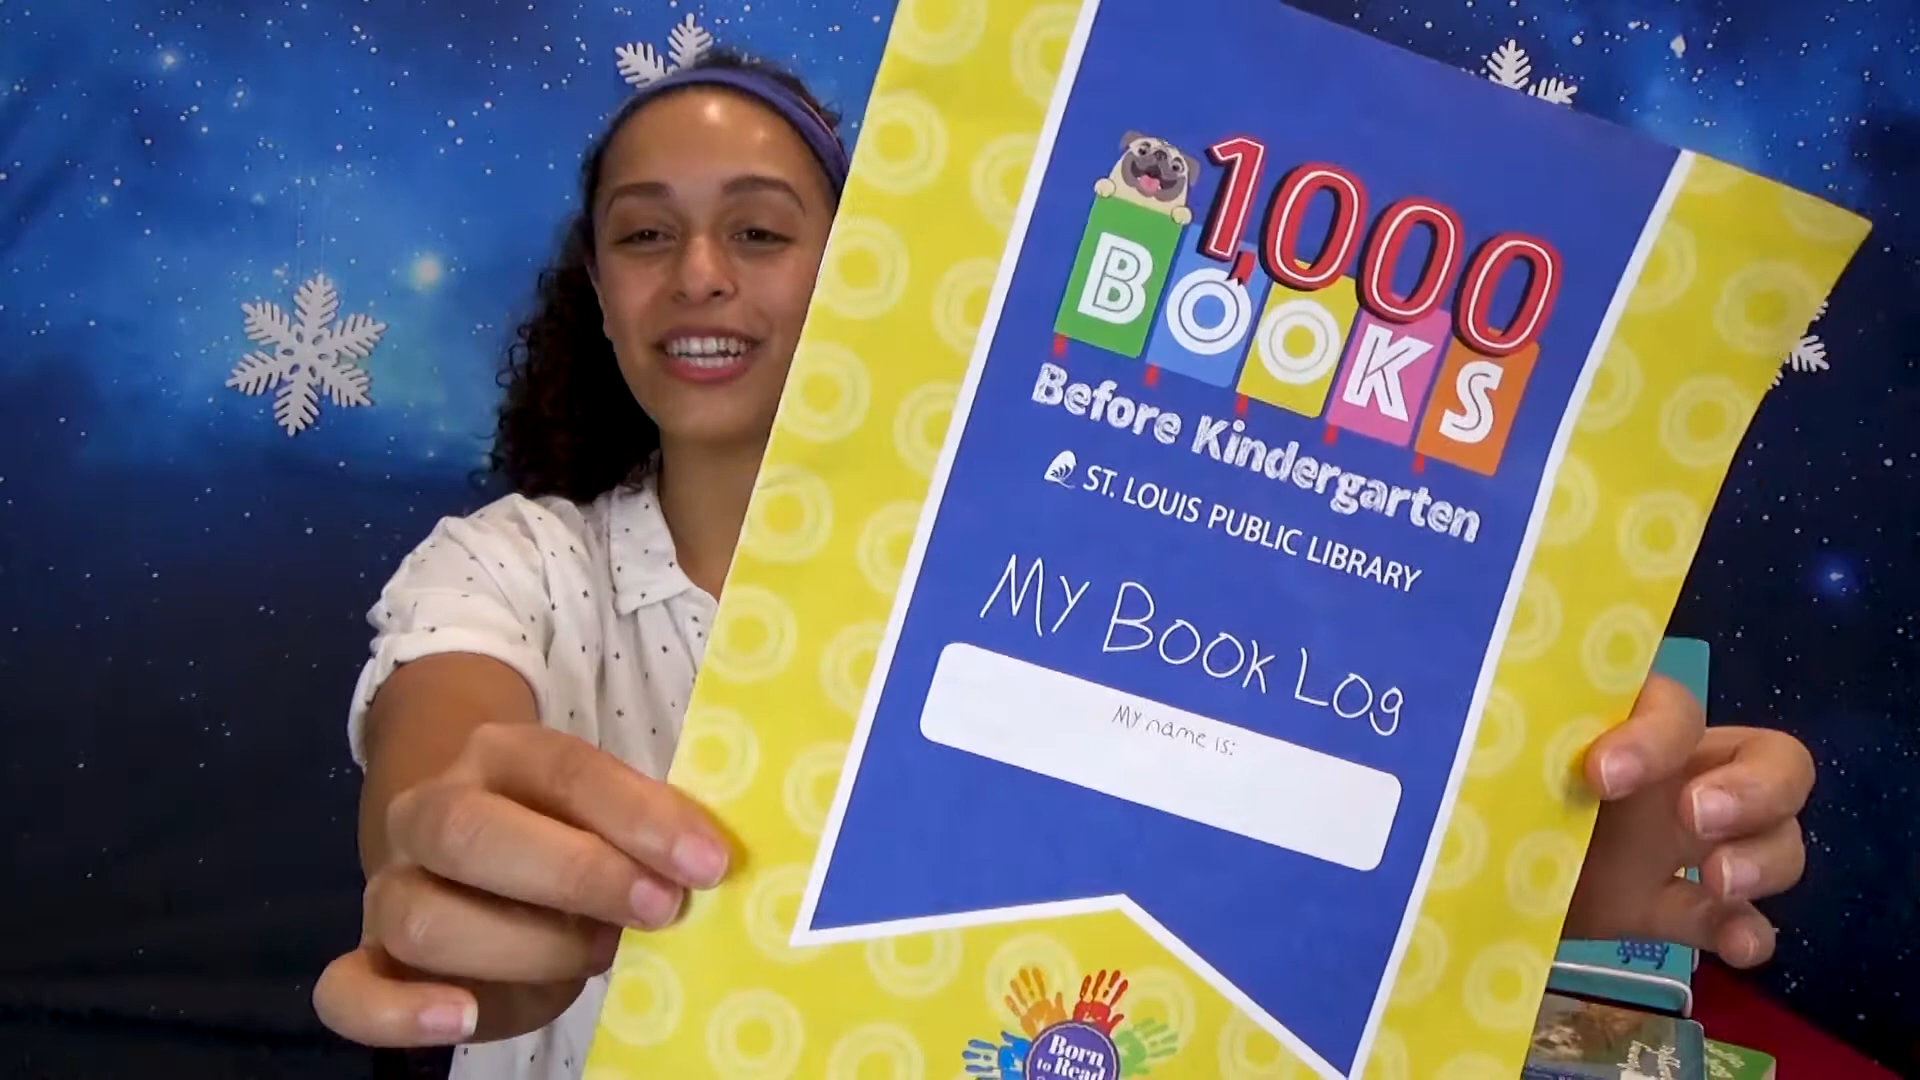 1,000
BOOKS
Before Kindergarten
ST. LOUIS PUBLIC LIBRARY
My Book Log
My name is:
Born
to Read